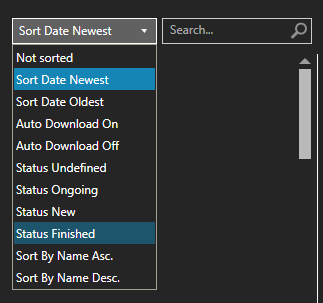 Sort Date Newest
Search...
Not sorted
Sort Date Newest
Sort Date Oldest
Auto Download On
Auto Download Off
Status Undefined
Status Ongoing
Status New
Status Finished
Sort By Name Asc.
Sort By Name Desc.